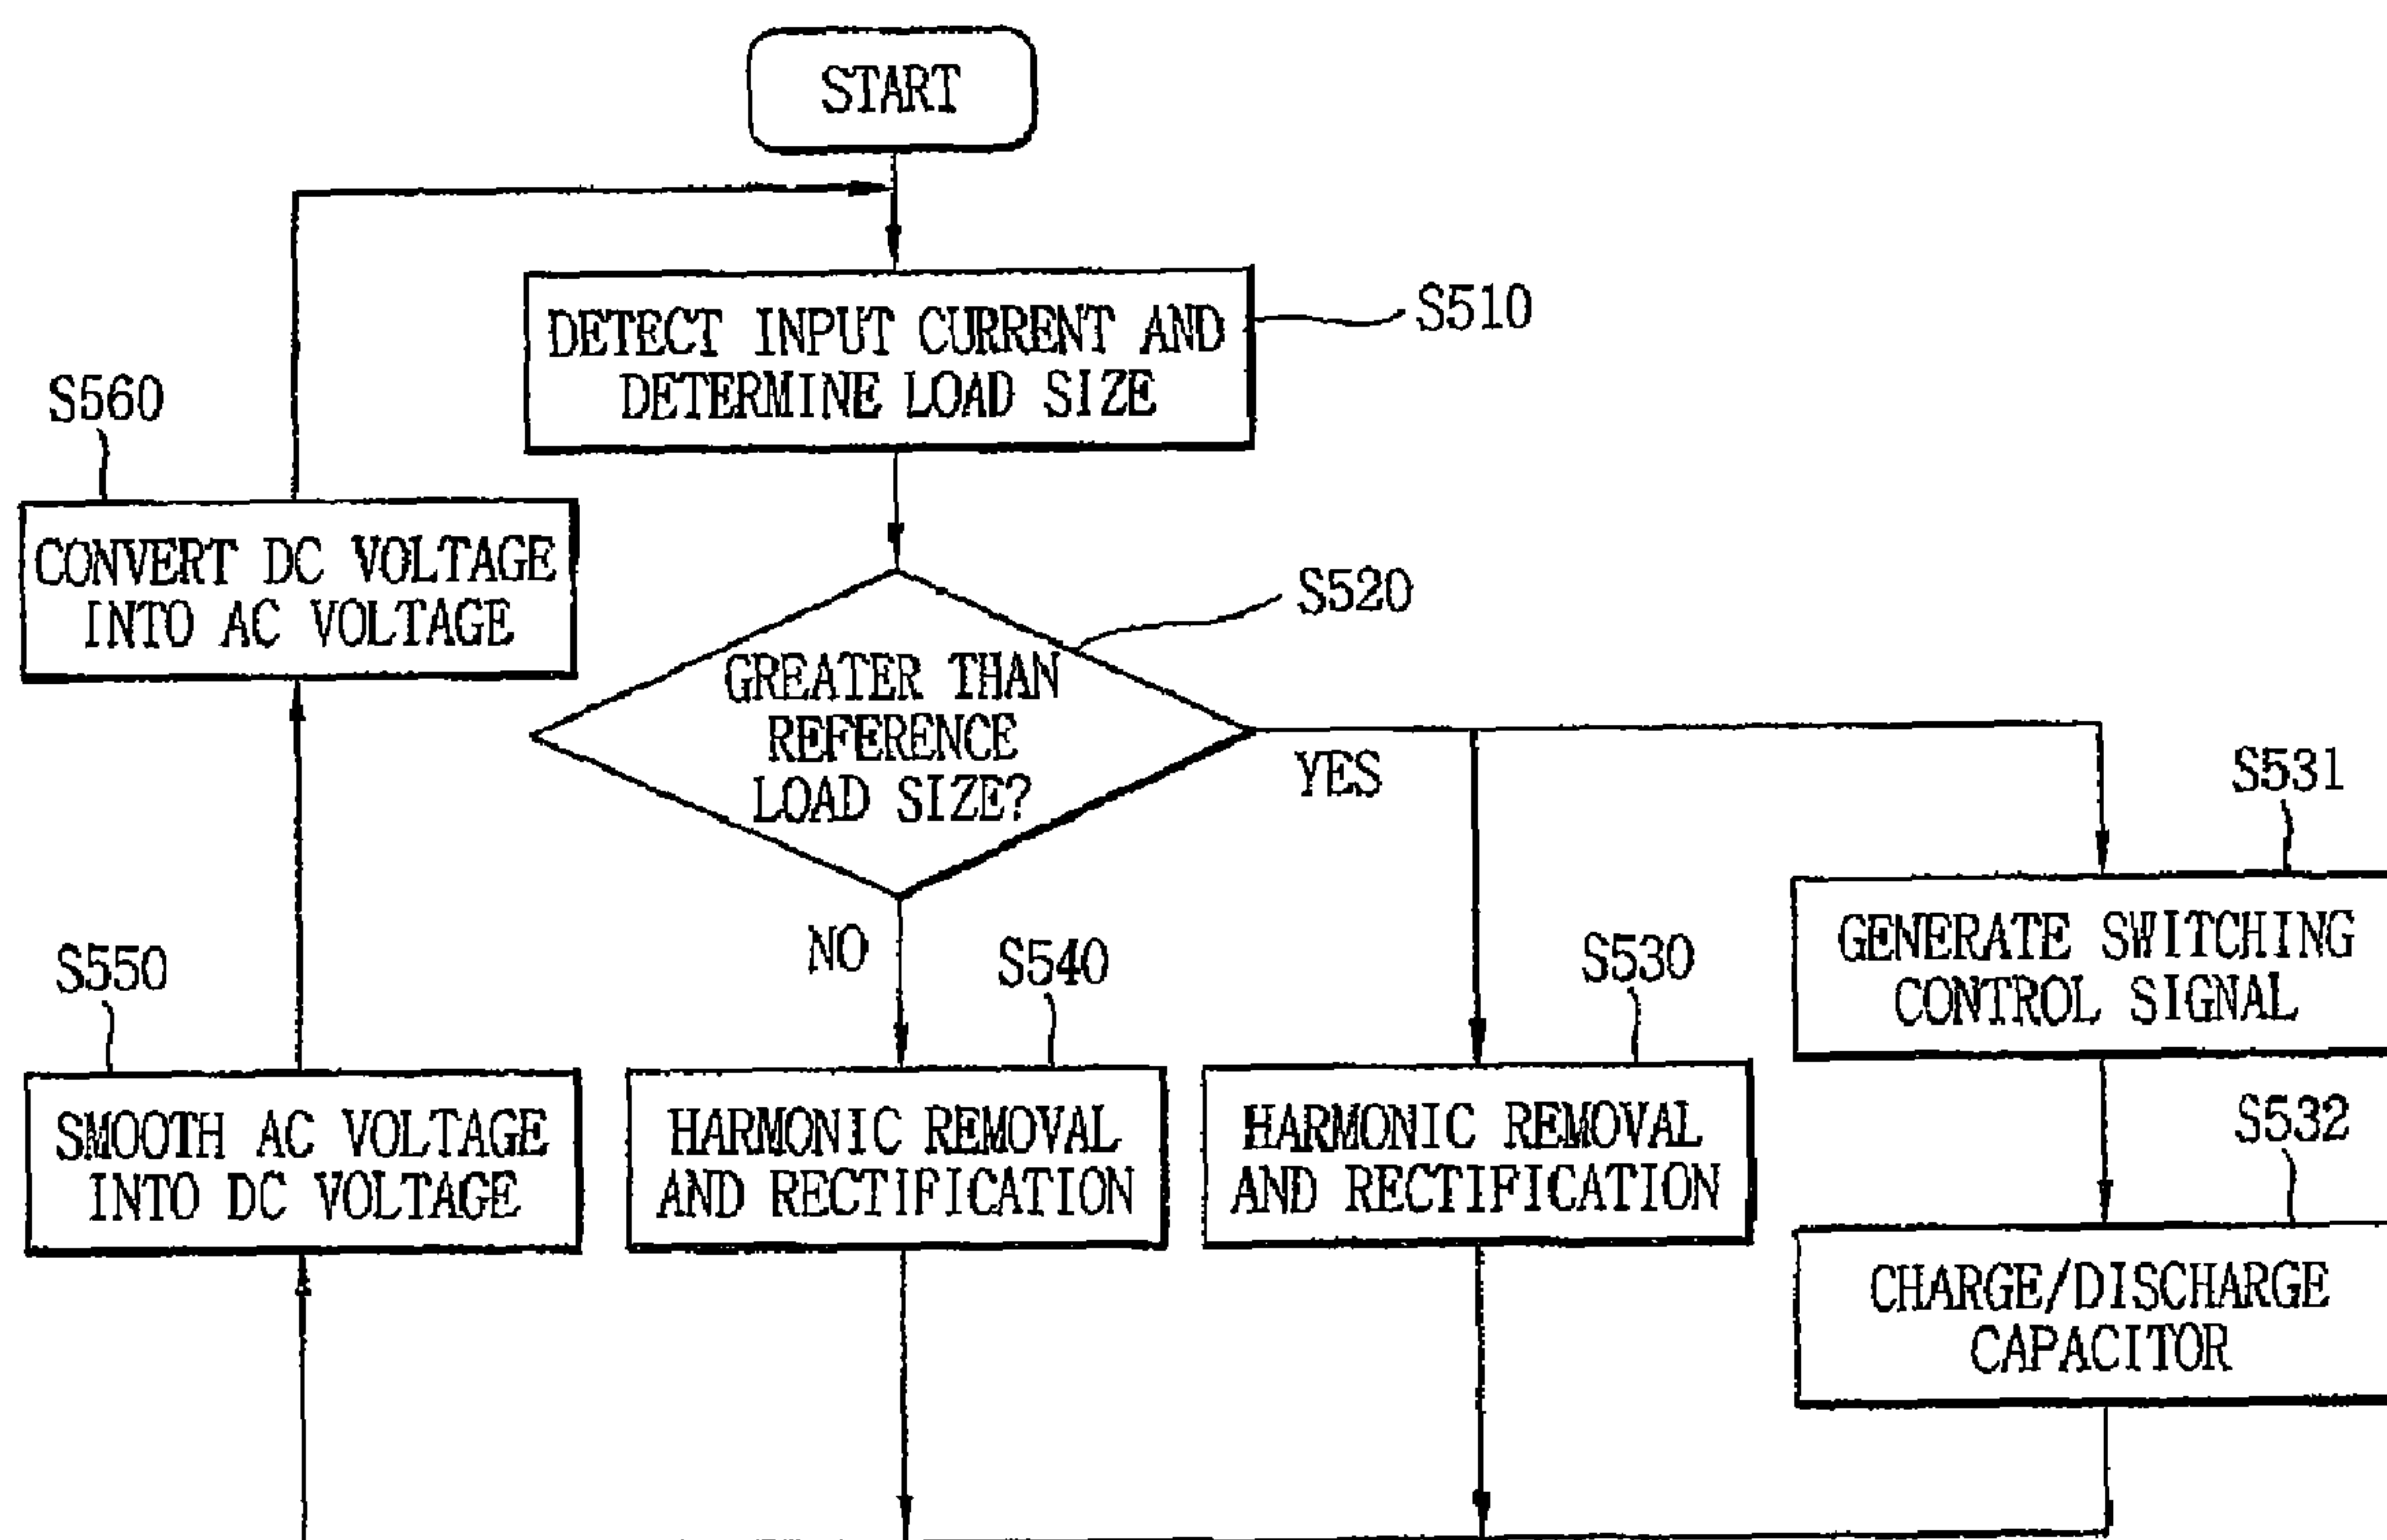 START
DETECT INPUT CURRENT AND
DETERMINE LOAD SIZE
S510
S560
CONVERT DC VOLTAGE
INTO AC VOLTAGE
S520
GREATER THAN
REFERENCE
LOAD SIZE?
YES
NO
S531
GENERATE SWITCHING
CONTROL SIGNAL
S550
SMOOTH AC VOLTAGE
INTO DC VOLTAGE
S540
HARMONIC REMOVAL
AND RECTIFICATION
S530
HARMONIC REMOVAL
AND RECTIFICATION
S532
CHARGE/DISCHARGE
CAPACITOR